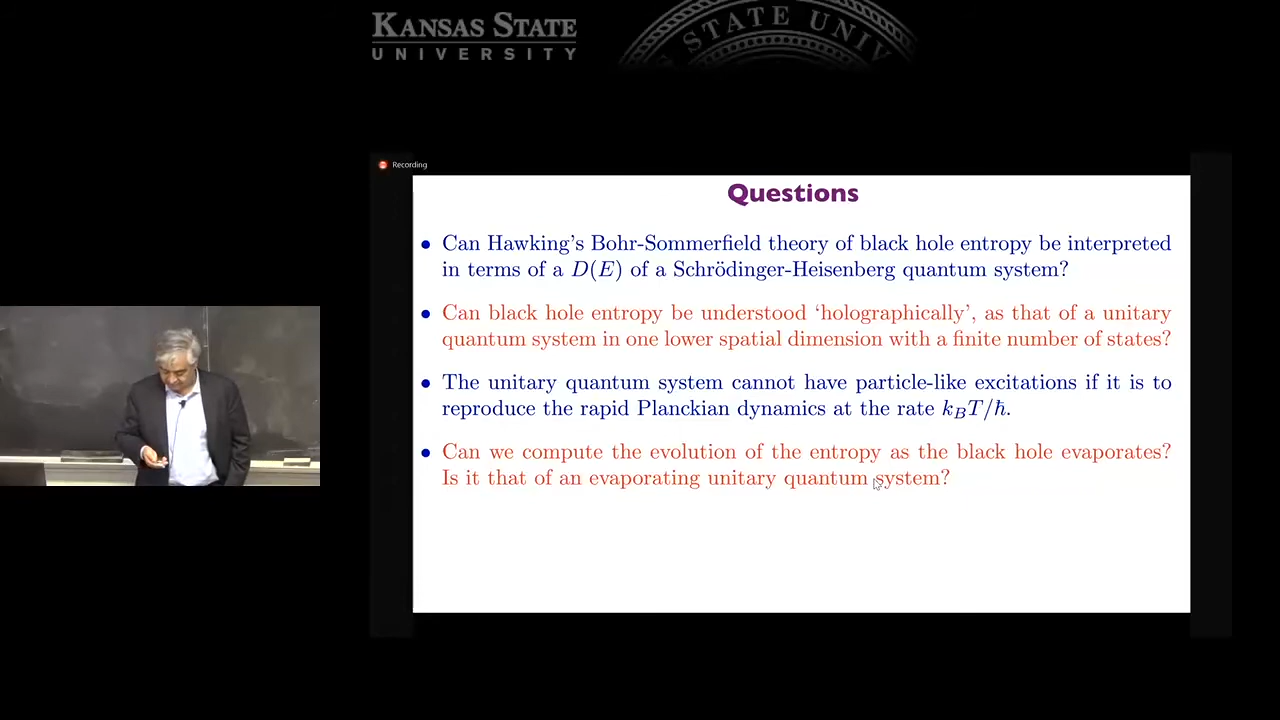 KANSAS STATE
UNIVERSITY
STATE UNIV
Recording
Questions
• Can Hawking's Bohr-Sommerfield theory of black hole entropy be interpreted
in terms of a D(E) of a Schrödinger-Heisenberg quantum system?
• Can black hole entropy be understood ‘holographically’, as that of a unitary
quantum system in one lower spatial dimension with a finite number of states?
• The unitary quantum system cannot have particle-like excitations if it is to
reproduce the rapid Planckian dynamics at the rate k_BT/ℏ.
• Can we compute the evolution of the entropy as the black hole evaporates?
Is it that of an evaporating unitary quantum system?